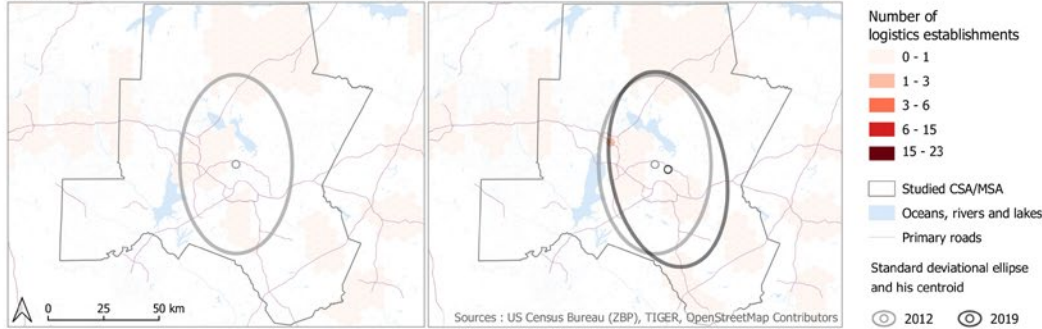 0 25 50 km
Sources : US Census Bureau (ZBP), TIGER, OpenStreetMap Contributors
Number of
logistics establishments
0 - 1
1 - 3
3 - 6
6 - 15
15 - 23
Studied CSA/MSA
Oceans, rivers and lakes
Primary roads
Standard deviational ellipse
and his centroid
2012 2019